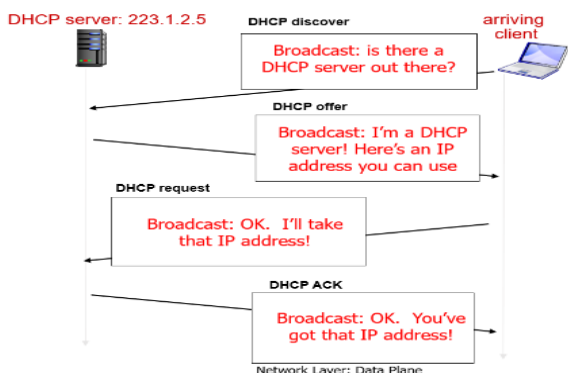 DHCP server: 223.1.2.5
arriving
client
DHCP discover
Broadcast: is there a
DHCP server out there?
DHCP offer
Broadcast: I'm a DHCP
server! Here's an IP
address you can use
DHCP request
Broadcast: OK. I'll take
that IP address!
DHCP ACK
Broadcast: OK. You've
got that IP address!
Network Layer: Data Plane